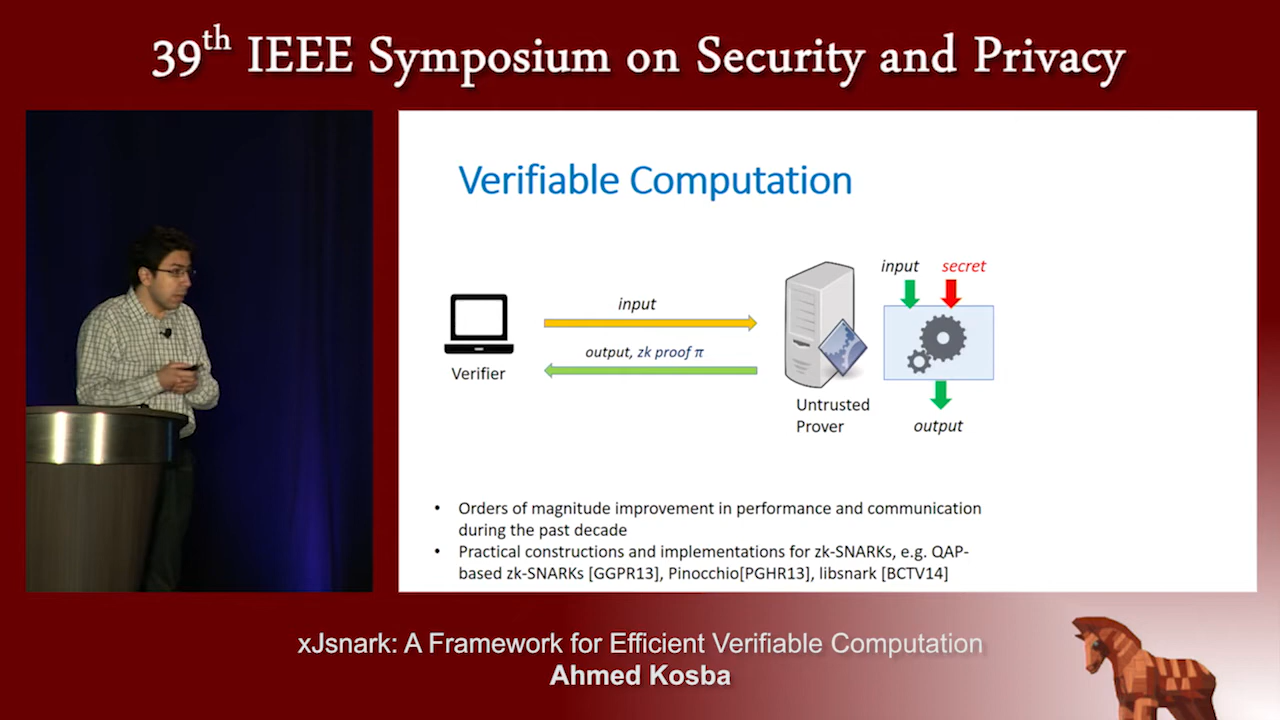 39th IEEE Symposium on Security and Privacy
Verifiable Computation
input
output, zk proof π
Verifier
Untrusted
Prover
input secret
output
• Orders of magnitude improvement in performance and communication
during the past decade
• Practical constructions and implementations for zk-SNARKs, e.g. QAP-
based zk-SNARKs [GGPR13], Pinocchio[PGHR13], libsnark [BCTV14]
xJsnark: A Framework for Efficient Verifiable Computation
Ahmed Kosba